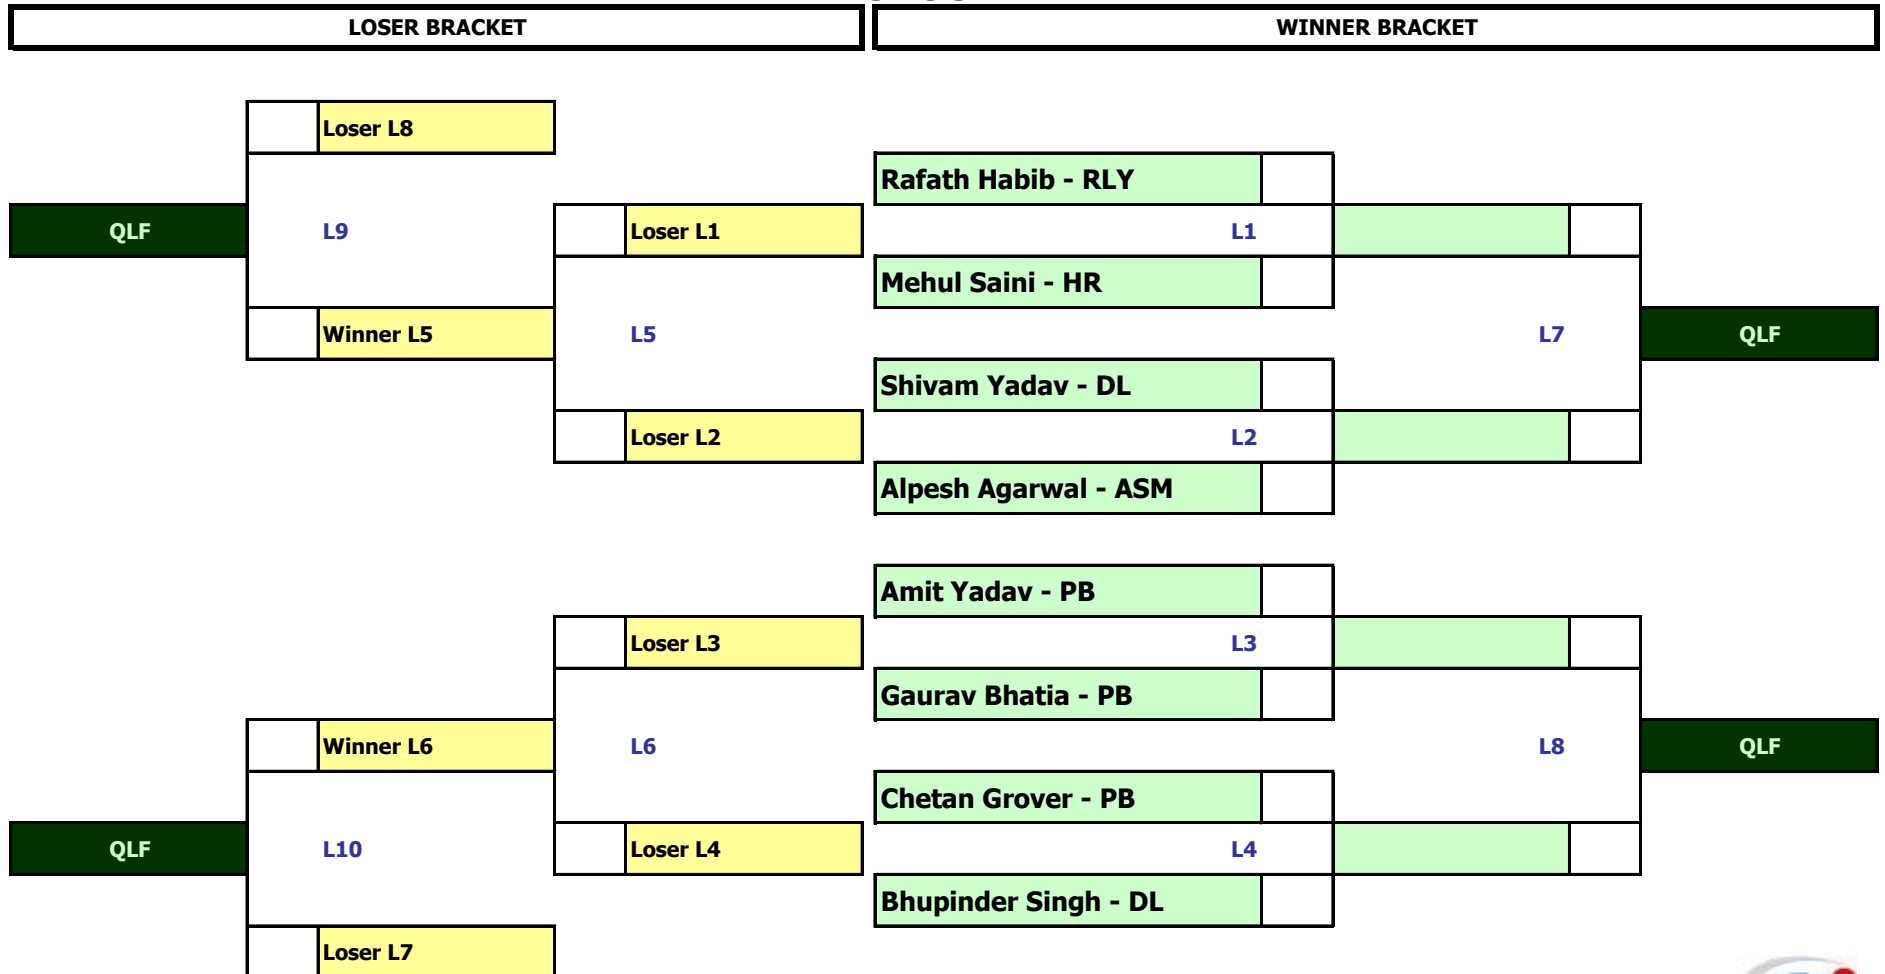 LOSER BRACKET
WINNER BRACKET
Loser L8
Rafath Habib - RLY
QLF
L9
Loser L1
L1
Mehul Saini - HR
Winner L5
L5
L7
QLF
Shivam Yadav - DL
Loser L2
L2
Alpesh Agarwal - ASM
Amit Yadav - PB
Loser L3
L3
Gaurav Bhatia - PB
Winner L6
L6
L8
QLF
Chetan Grover - PB
QLF
L10
Loser L4
L4
Bhupinder Singh - DL
Loser L7